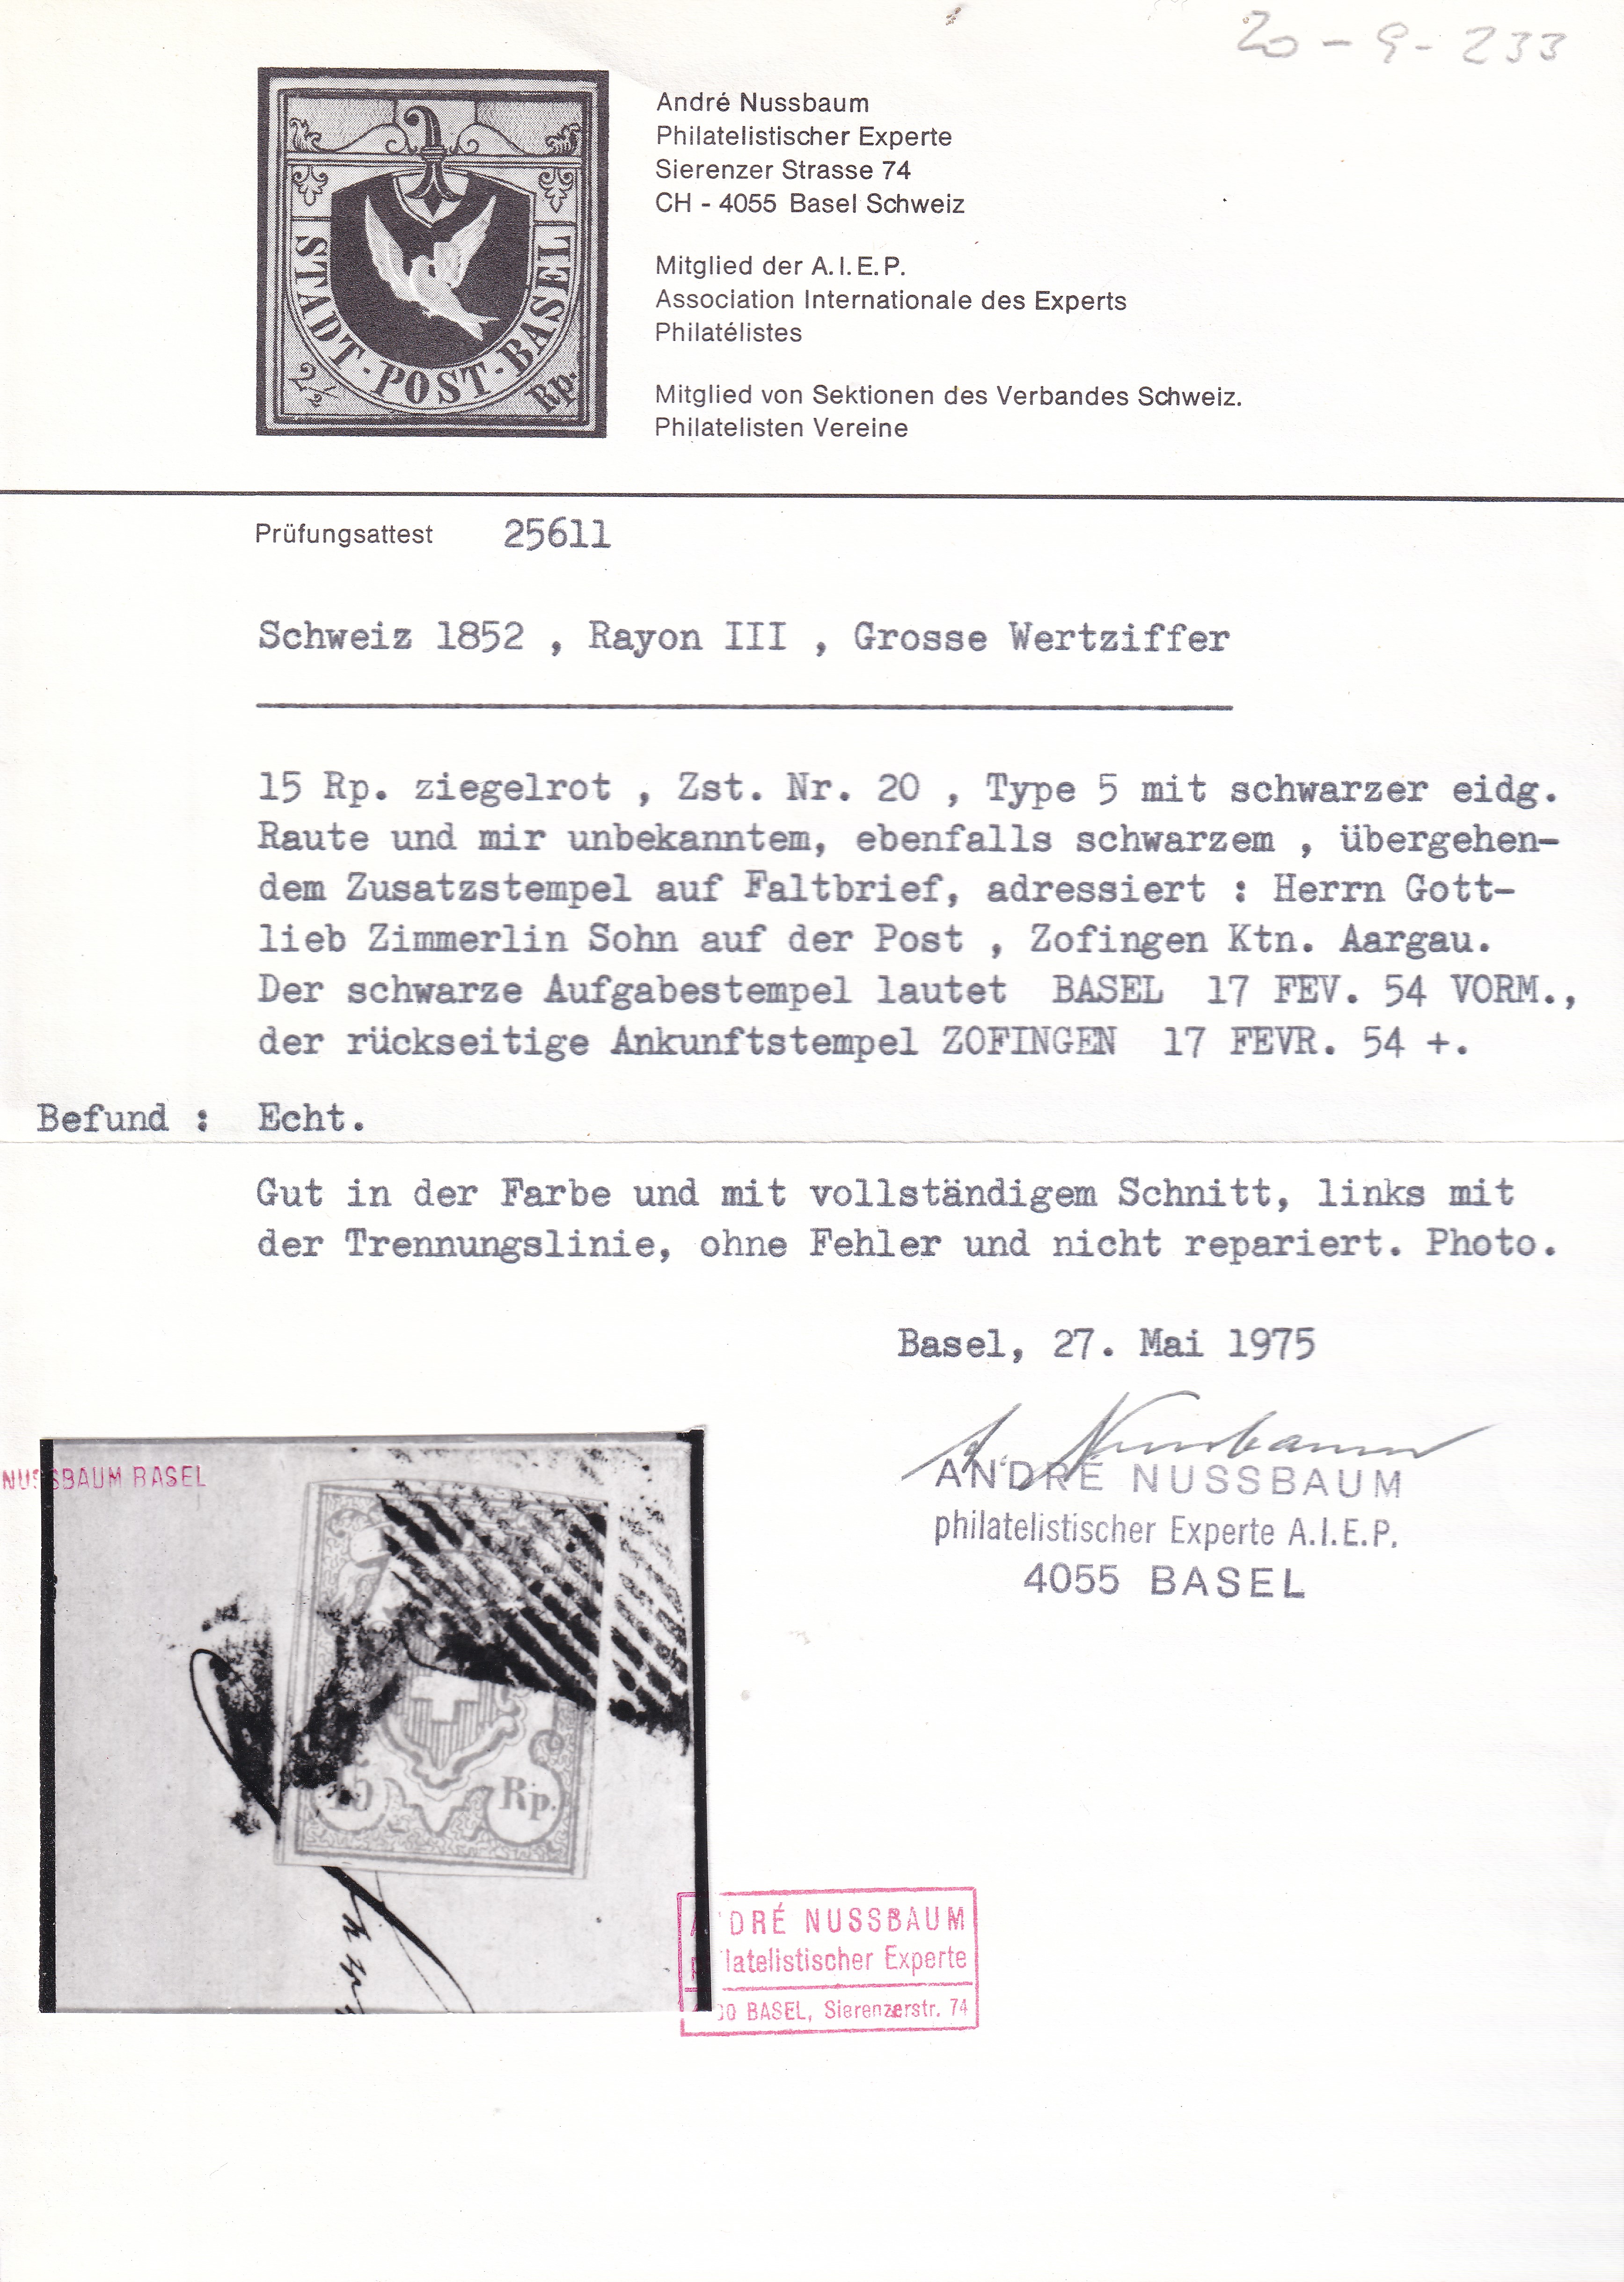 20 - 9 - 233
STADT · POST · BASEL
2½ Rp.
André Nussbaum
Philatelistischer Experte
Sierenzer Strasse 74
CH - 4055 Basel Schweiz
Mitglied der A.I.E.P.
Association Internationale des Experts
Philatélistes
Mitglied von Sektionen des Verbandes Schweiz.
Philatelisten Vereine
Prüfungsattest 25611
Schweiz 1852 , Rayon III , Grosse Wertziffer
15 Rp. ziegelrot , Zst. Nr. 20 , Type 5 mit schwarzer eidg.
Raute und mir unbekanntem, ebenfalls schwarzem , übergehen-
dem Zusatzstempel auf Faltbrief, adressiert : Herrn Gott-
lieb Zimmerlin Sohn auf der Post , Zofingen Ktn. Aargau.
Der schwarze Aufgabestempel lautet BASEL 17 FEV. 54 VORM.,
der rückseitige Ankunftstempel ZOFINGEN 17 FEVR. 54 +.
Befund : Echt.
Gut in der Farbe und mit vollständigem Schnitt, links mit
der Trennungslinie, ohne Fehler und nicht repariert. Photo.
Basel, 27. Mai 1975
A. Nussbaum
ANDRÉ NUSSBAUM
philatelistischer Experte A.I.E.P.
4055 BASEL
NUSSBAUM BASEL
Rp.
DRÉ NUSSBAUM
latelistischer Experte
00 BASEL, Sierenzerstr. 74